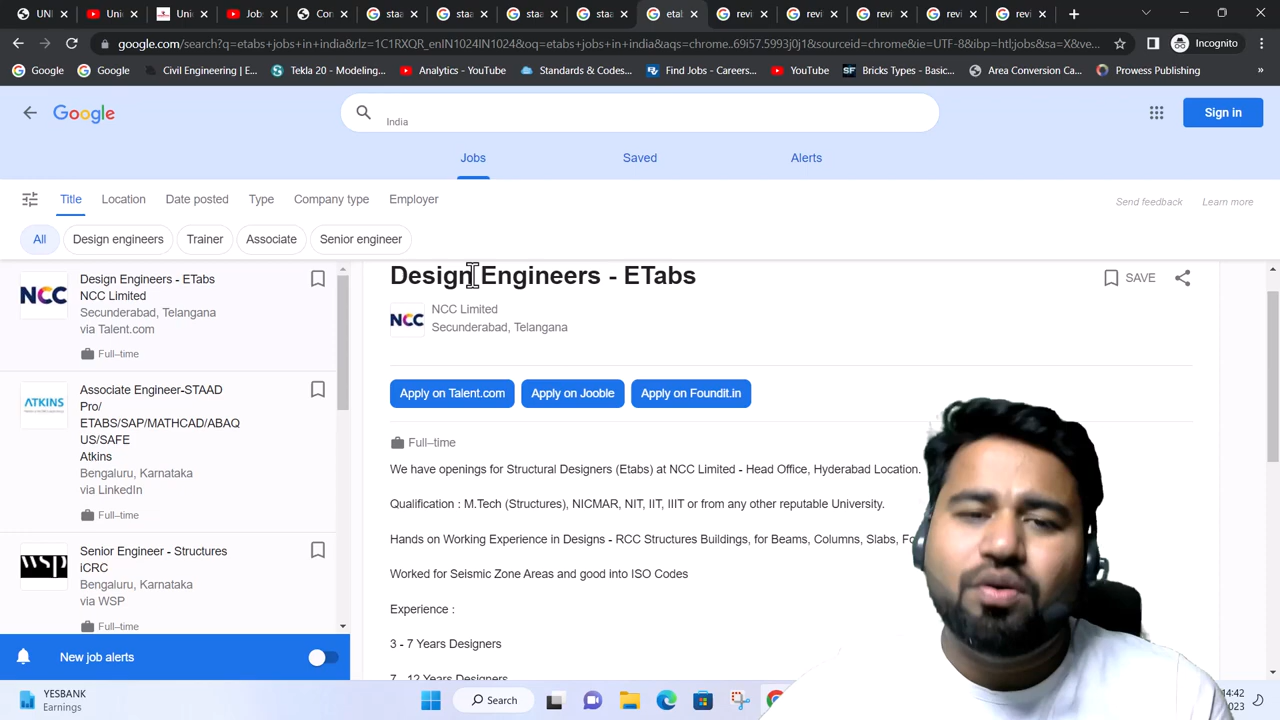 eta
revi
revi
revi
revi
revi
google.com/search?q=etabs+jobs+in+india&rlz=1C1RXQR_enIN1024IN1024&oq=etabs+jobs+in+india&aqs=chrome..69i57.5993j0j1&sourceid=chrome&ie=UTF-8&ibp=htl;jobs&sa=X&ve...
Incognito
Google
Google
Civil Engineering | E...
Tekla 20 - Modeling...
Analytics - YouTube
Standards & Codes...
Find Jobs - Careers...
YouTube
Bricks Types - Basic...
Area Conversion Ca...
Prowess Publishing
Google
India
Sign in
Jobs
Saved
Alerts
Title
Location
Date posted
Type
Company type
Employer
Send feedback
Learn more
All
Design engineers
Trainer
Associate
Senior engineer
Design Engineers - ETabs
NCC Limited
Secunderabad, Telangana
via Talent.com
Full–time
ATKINS
Associate Engineer-STAAD
Pro/
ETABS/SAP/MATHCAD/ABAQ
US/SAFE
Atkins
Bengaluru, Karnataka
via LinkedIn
Full–time
Senior Engineer - Structures
iCRC
Bengaluru, Karnataka
via WSP
Full–time
New job alerts
NCC
Design Engineers - ETabs
SAVE
NCC
NCC Limited
Secunderabad, Telangana
Apply on Talent.com
Apply on Jooble
Apply on Foundit.in
Full–time
We have openings for Structural Designers (Etabs) at NCC Limited - Head Office, Hyderabad Location.
Qualification : M.Tech (Structures), NICMAR, NIT, IIT, IIIT or from any other reputable University.
Hands on Working Experience in Designs - RCC Structures Buildings, for Beams, Columns, Slabs, Fo
Worked for Seismic Zone Areas and good into ISO Codes
Experience :
3 - 7 Years Designers
7 - 12 Years Designers
YESBANK
Earnings
Search
14:42
2023